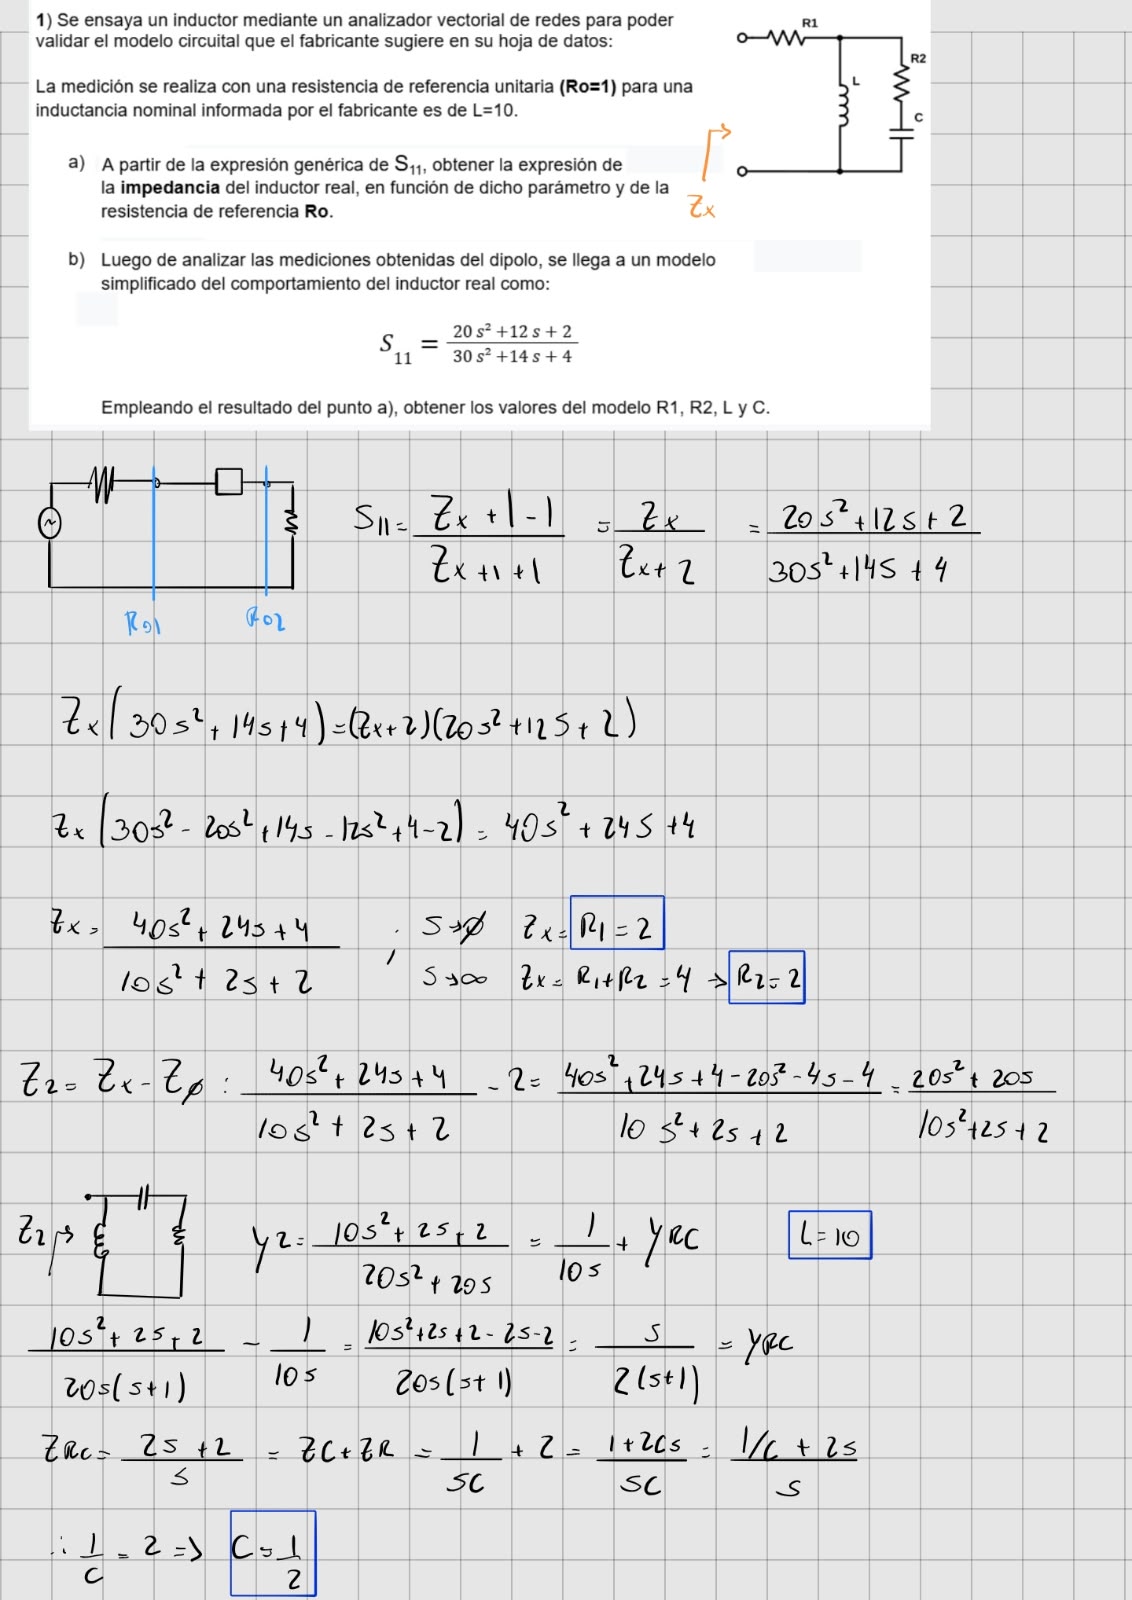 1) Se ensaya un inductor mediante un analizador vectorial de redes para poder
validar el modelo circuital que el fabricante sugiere en su hoja de datos:
La medición se realiza con una resistencia de referencia unitaria (Ro=1) para una
inductancia nominal informada por el fabricante es de L=10.
R1
R2
L
C
Zx
a) A partir de la expresión genérica de S₁₁, obtener la expresión de
la impedancia del inductor real, en función de dicho parámetro y de la
resistencia de referencia Ro.
b) Luego de analizar las mediciones obtenidas del dipolo, se llega a un modelo
simplificado del comportamiento del inductor real como:
S₁₁ = (20 s² +12 s + 2)/(30 s² +14 s + 4)
Empleando el resultado del punto a), obtener los valores del modelo R1, R2, L y C.
S11 = (Zx + 1 - 1)/(Zx + 1 + 1) = Zx/(Zx + 2) = (20s² + 12s + 2)/(30s² + 14s + 4)
R01 R02
Zx(30s² + 14s + 4) = (Zx + 2)(20s² + 12s + 2)
Zx(30s² - 20s² + 14s - 12s² + 4 - 2) = 40s² + 24s + 4
Zx = (40s² + 24s + 4)/(10s² + 2s + 2) ; s→0 Zx = R1 = 2
s→∞ Zx = R1 + R2 = 4 → R2 = 2
Z2 = Zx - Z0 : (40s² + 24s + 4)/(10s² + 2s + 2) - 2 = (40s² + 24s + 4 - 20s² - 4s - 4)/(10s² + 2s + 2) = (20s² + 20s)/(10s² + 2s + 2)
Z2 → Y2 = (10s² + 2s + 2)/(20s² + 20s) = 1/(10s) + YRC L = 10
(10s² + 2s + 2)/(20s(s+1)) - 1/(10s) = (10s² + 2s + 2 - 2s - 2)/(20s(s+1)) = s/(2(s+1)) = YRC
ZRC = (2s + 2)/s = ZC + ZR = 1/(sC) + 2 = (1 + 2Cs)/(sC) = (1/C + 2s)/s
∴ 1/C = 2 => C = 1/2